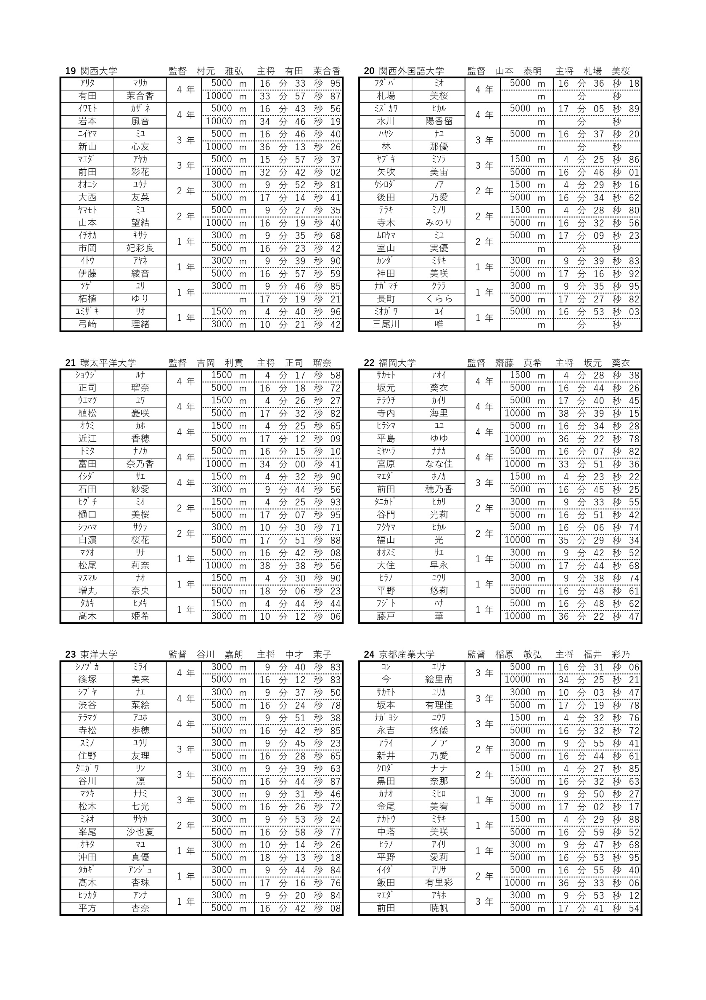 19 関西大学 監督 村元 雅弘 主将 有田 茉合香
ｱﾘﾀ ﾏﾘｶ 4 年 5000 m 16 分 33 秒 95
有田 茉合香 10000 m 33 分 57 秒 87
ｲﾜﾓﾄ ｶｻﾞﾈ 4 年 5000 m 16 分 43 秒 56
岩本 風音 10000 m 34 分 46 秒 19
ﾆｲﾔﾏ ﾐﾕ 3 年 5000 m 16 分 46 秒 40
新山 心友 10000 m 36 分 13 秒 26
ﾏｴﾀﾞ ｱﾔｶ 3 年 5000 m 15 分 57 秒 37
前田 彩花 10000 m 32 分 42 秒 02
ｵｵﾆｼ ﾕｳﾅ 2 年 3000 m 9 分 52 秒 81
大西 友菜 5000 m 17 分 14 秒 41
ﾔﾏﾓﾄ ﾐﾕ 2 年 5000 m 9 分 27 秒 35
山本 望結 10000 m 16 分 19 秒 40
ｲﾁｵｶ ｷｻﾗ 1 年 3000 m 9 分 35 秒 68
市岡 妃彩良 5000 m 16 分 23 秒 42
ｲﾄｳ ｱﾔﾈ 1 年 3000 m 9 分 39 秒 90
伊藤 綾音 5000 m 16 分 57 秒 59
ﾂｹﾞ ﾕﾘ 1 年 3000 m 9 分 46 秒 85
柘植 ゆり m 17 分 19 秒 21
ﾕﾐｻﾞｷ ﾘｵ 1 年 1500 m 4 分 40 秒 96
弓﨑 理緒 3000 m 10 分 21 秒 42
20 関西外国語大学 監督 山本 泰明 主将 札場 美桜
ﾌﾀﾞﾊﾞ ﾐｵ 4 年 5000 m 16 分 36 秒 18
札場 美桜 m 分 秒
ﾐｽﾞｶﾜ ﾋｶﾙ 4 年 5000 m 17 分 05 秒 89
水川 陽香留 m 分 秒
ﾊﾔｼ ﾅﾕ 3 年 5000 m 16 分 37 秒 20
林 那優 m 分 秒
ﾔﾌﾞｷ ﾐｿﾗ 3 年 1500 m 4 分 25 秒 86
矢吹 美宙 5000 m 16 分 46 秒 01
ｳｼﾛﾀﾞ ﾉｱ 2 年 1500 m 4 分 29 秒 16
後田 乃愛 5000 m 16 分 34 秒 62
ﾃﾗｷ ﾐﾉﾘ 2 年 1500 m 4 分 28 秒 80
寺木 みのり 5000 m 16 分 32 秒 56
ﾑﾛﾔﾏ ﾐﾕ 2 年 5000 m 17 分 09 秒 23
室山 実優 m 分 秒
ｶﾝﾀﾞ ﾐｻｷ 1 年 3000 m 9 分 39 秒 83
神田 美咲 5000 m 17 分 16 秒 92
ﾅｶﾞﾏﾁ ｸﾗﾗ 1 年 3000 m 9 分 35 秒 95
長町 くらら 5000 m 17 分 27 秒 82
ﾐｵｶﾞﾜ ﾕｲ 1 年 5000 m 16 分 53 秒 03
三尾川 唯 m 分 秒
21 環太平洋大学 監督 吉岡 利貢 主将 正司 瑠奈
ｼｮｳｼﾞ ﾙﾅ 4 年 1500 m 4 分 17 秒 58
正司 瑠奈 5000 m 16 分 18 秒 72
ｳｴﾏﾂ ﾕﾜ 4 年 1500 m 4 分 26 秒 27
植松 憂咲 5000 m 17 分 32 秒 82
ｵｳﾐ ｶﾎ 4 年 1500 m 4 分 25 秒 65
近江 香穂 5000 m 17 分 12 秒 09
ﾄﾐﾀ ﾅﾉｶ 4 年 5000 m 16 分 15 秒 10
富田 奈乃香 10000 m 34 分 00 秒 41
ｲｼﾀﾞ ｻｴ 4 年 1500 m 4 分 32 秒 90
石田 紗愛 3000 m 9 分 44 秒 56
ﾋｸﾞﾁ ﾐｵ 2 年 1500 m 4 分 25 秒 93
樋口 美桜 5000 m 17 分 07 秒 95
ｼﾗﾊﾏ ｻｸﾗ 2 年 3000 m 10 分 30 秒 71
白濵 桜花 5000 m 17 分 51 秒 88
ﾏﾂｵ ﾘﾅ 1 年 5000 m 16 分 42 秒 08
松尾 莉奈 10000 m 38 分 38 秒 56
ﾏｽﾏﾙ ﾅｵ 1 年 1500 m 4 分 30 秒 90
増丸 奈央 5000 m 18 分 06 秒 23
ﾀｶｷ ﾋﾒｷ 1 年 1500 m 4 分 44 秒 44
髙木 姫希 3000 m 10 分 12 秒 06
22 福岡大学 監督 齋藤 真希 主将 坂元 葵衣
ｻｶﾓﾄ ｱｵｲ 4 年 1500 m 4 分 28 秒 38
坂元 葵衣 5000 m 16 分 44 秒 26
ﾃﾗｳﾁ ｶｲﾘ 4 年 5000 m 17 分 40 秒 45
寺内 海里 10000 m 38 分 39 秒 15
ﾋﾗｼﾏ ﾕﾕ 4 年 5000 m 16 分 34 秒 28
平島 ゆゆ 10000 m 36 分 22 秒 78
ﾐﾔﾊﾗ ﾅﾅｶ 4 年 5000 m 16 分 07 秒 82
宮原 なな佳 10000 m 33 分 51 秒 36
ﾏｴﾀﾞ ﾎﾉｶ 3 年 1500 m 4 分 23 秒 22
前田 穂乃香 5000 m 16 分 45 秒 25
ﾀﾆｶﾄﾞ ﾋｶﾘ 2 年 3000 m 9 分 33 秒 55
谷門 光莉 5000 m 16 分 51 秒 42
ﾌｸﾔﾏ ﾋｶﾙ 2 年 5000 m 16 分 06 秒 74
福山 光 10000 m 35 分 29 秒 34
ｵｵｽﾐ ｻｴ 1 年 3000 m 9 分 42 秒 52
大住 早永 5000 m 17 分 44 秒 68
ﾋﾗﾉ ﾕｳﾘ 1 年 3000 m 9 分 38 秒 74
平野 悠莉 5000 m 16 分 48 秒 61
ﾌｼﾞﾄ ﾊﾅ 1 年 5000 m 16 分 48 秒 62
藤戸 華 10000 m 36 分 22 秒 47
23 東洋大学 監督 谷川 嘉朗 主将 中才 茉子
ｼﾉﾂﾞｶ ﾐﾗｲ 4 年 3000 m 9 分 40 秒 83
篠塚 美来 5000 m 16 分 12 秒 83
ｼﾌﾞﾔ ﾅｴ 4 年 3000 m 9 分 37 秒 50
渋谷 菜絵 5000 m 16 分 24 秒 78
ﾃﾗﾏﾂ ｱﾕﾎ 4 年 3000 m 9 分 51 秒 38
寺松 歩穂 5000 m 16 分 42 秒 85
ｽﾐﾉ ﾕｳﾘ 3 年 3000 m 9 分 45 秒 23
住野 友理 5000 m 16 分 28 秒 65
ﾀﾆｶﾞﾜ ﾘﾝ 3 年 3000 m 9 分 39 秒 63
谷川 凛 5000 m 16 分 44 秒 87
ﾏﾂｷ ﾅﾅﾐ 3 年 3000 m 9 分 31 秒 46
松木 七光 5000 m 16 分 26 秒 72
ﾐﾈｵ ｻﾔｶ 2 年 3000 m 9 分 53 秒 24
峯尾 沙也夏 5000 m 16 分 58 秒 77
ｵｷﾀ ﾏﾕ 1 年 3000 m 10 分 14 秒 26
沖田 真優 5000 m 18 分 13 秒 18
ﾀｶｷﾞ ｱﾝｼﾞｭ 1 年 3000 m 9 分 44 秒 84
髙木 杏珠 5000 m 17 分 16 秒 76
ﾋﾗｶﾀ ｱﾝﾅ 1 年 3000 m 9 分 20 秒 84
平方 杏奈 5000 m 16 分 42 秒 08
24 京都産業大学 監督 稲原 敏弘 主将 福井 彩乃
ｺﾝ ｴﾘﾅ 3 年 5000 m 16 分 31 秒 06
今 絵里南 10000 m 34 分 25 秒 21
ｻｶﾓﾄ ﾕﾘｶ 3 年 3000 m 10 分 03 秒 47
坂本 有理佳 5000 m 17 分 19 秒 78
ﾅｶﾞﾖｼ ﾕｳﾜ 3 年 1500 m 4 分 32 秒 76
永吉 悠倭 5000 m 16 分 32 秒 72
ｱﾗｲ ノア 2 年 3000 m 9 分 55 秒 41
新井 乃愛 5000 m 16 分 44 秒 61
ｸﾛﾀﾞ ナナ 2 年 1500 m 4 分 27 秒 85
黒田 奈那 5000 m 16 分 32 秒 63
ｶﾅｵ ﾐﾋﾛ 1 年 3000 m 9 分 50 秒 27
金尾 美宥 5000 m 17 分 02 秒 17
ﾅｶﾄｳ ﾐｻｷ 1 年 1500 m 4 分 29 秒 88
中塔 美咲 5000 m 16 分 59 秒 52
ﾋﾗﾉ ｱｲﾘ 1 年 3000 m 9 分 47 秒 68
平野 愛莉 5000 m 16 分 53 秒 95
ｲｲﾀﾞ ｱﾘｻ 2 年 5000 m 16 分 55 秒 40
飯田 有里彩 10000 m 36 分 33 秒 06
ﾏｴﾀﾞ ｱｷﾎ 3 年 3000 m 9 分 53 秒 12
前田 暁帆 5000 m 17 分 41 秒 54